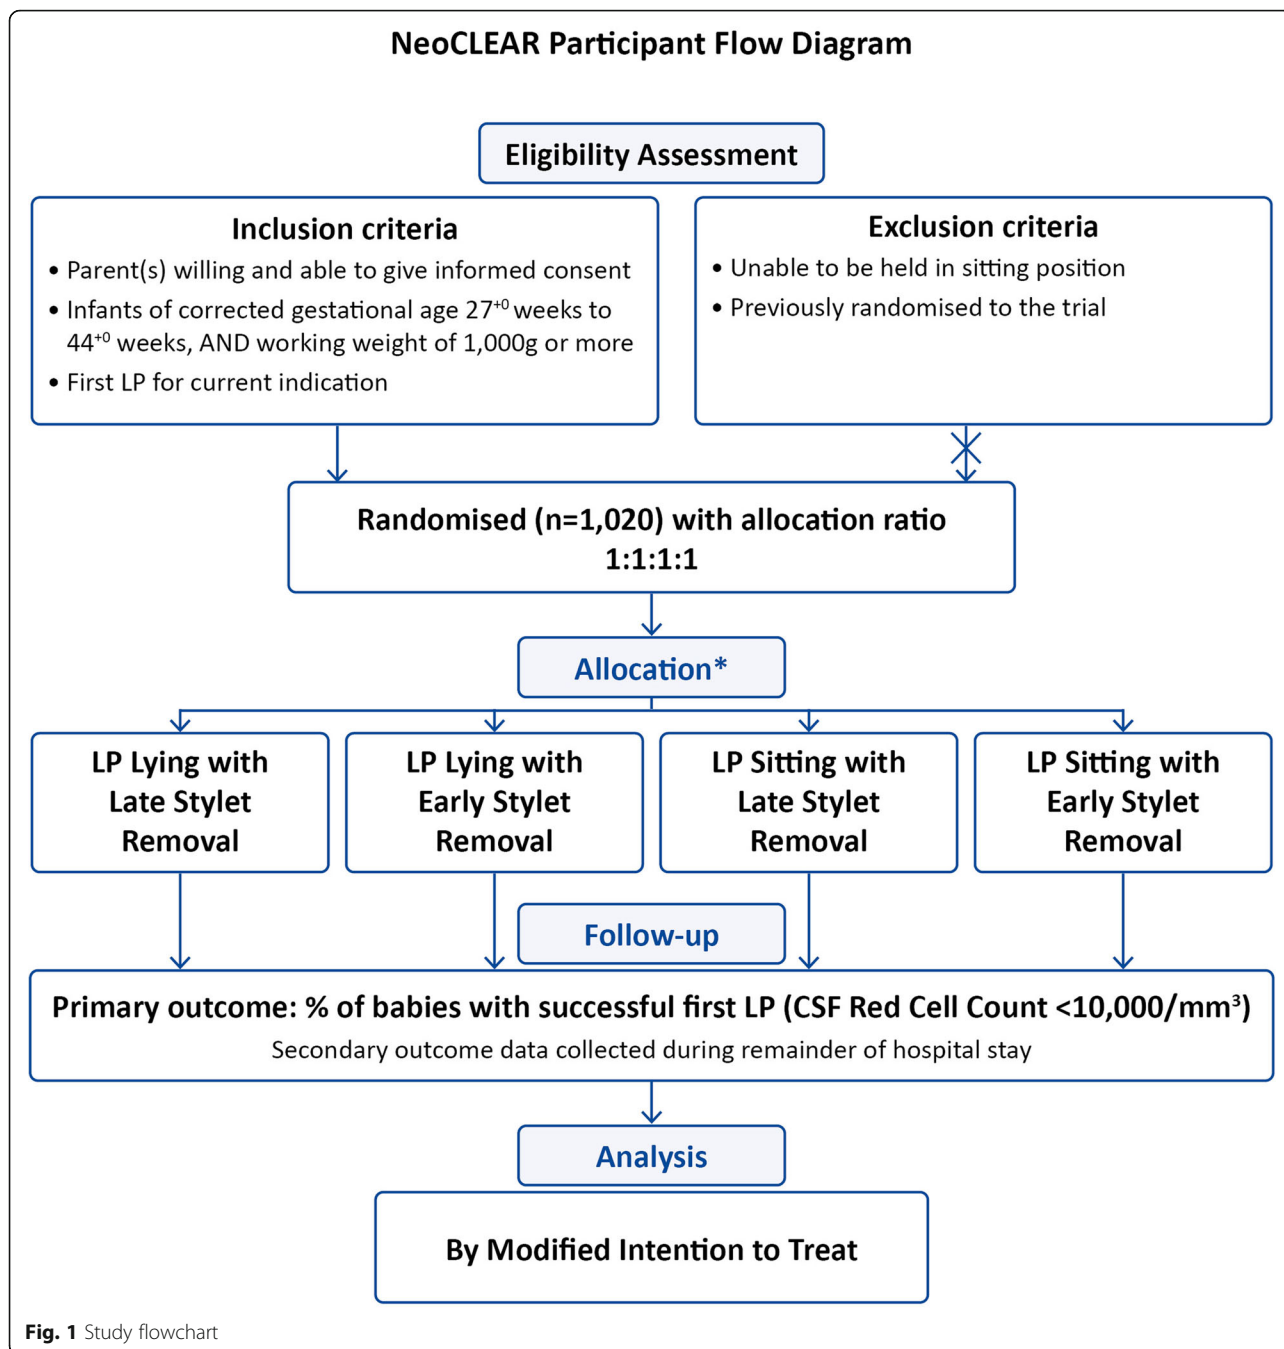 NeoCLEAR Participant Flow Diagram
Eligibility Assessment
Inclusion criteria
• Parent(s) willing and able to give informed consent
• Infants of corrected gestational age 27⁺⁰ weeks to
44⁺⁰ weeks, AND working weight of 1,000g or more
• First LP for current indication
Exclusion criteria
• Unable to be held in sitting position
• Previously randomised to the trial
Randomised (n=1,020) with allocation ratio
1:1:1:1
Allocation*
LP Lying with
Late Stylet
Removal
LP Lying with
Early Stylet
Removal
LP Sitting with
Late Stylet
Removal
LP Sitting with
Early Stylet
Removal
Follow-up
Primary outcome: % of babies with successful first LP (CSF Red Cell Count <10,000/mm³)
Secondary outcome data collected during remainder of hospital stay
Analysis
By Modified Intention to Treat
Fig. 1 Study flowchart